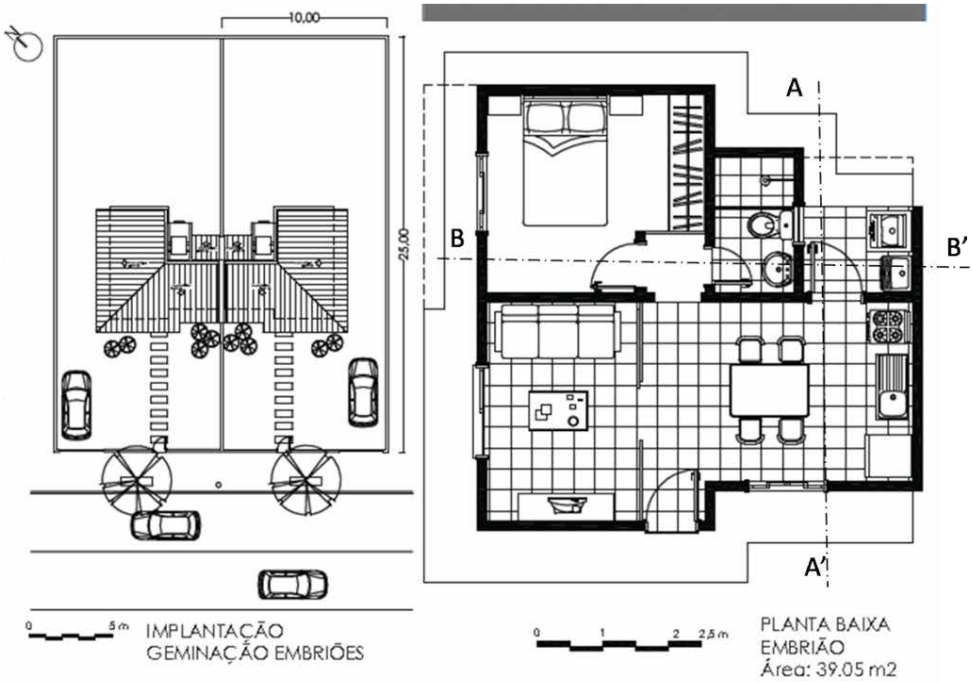 N
10,00
25,00
0 5 m
IMPLANTAÇÃO
GEMINAÇÃO EMBRIÕES
A
B
B'
A'
0 1 2 2,5 m
PLANTA BAIXA
EMBRIÃO
Área: 39.05 m2